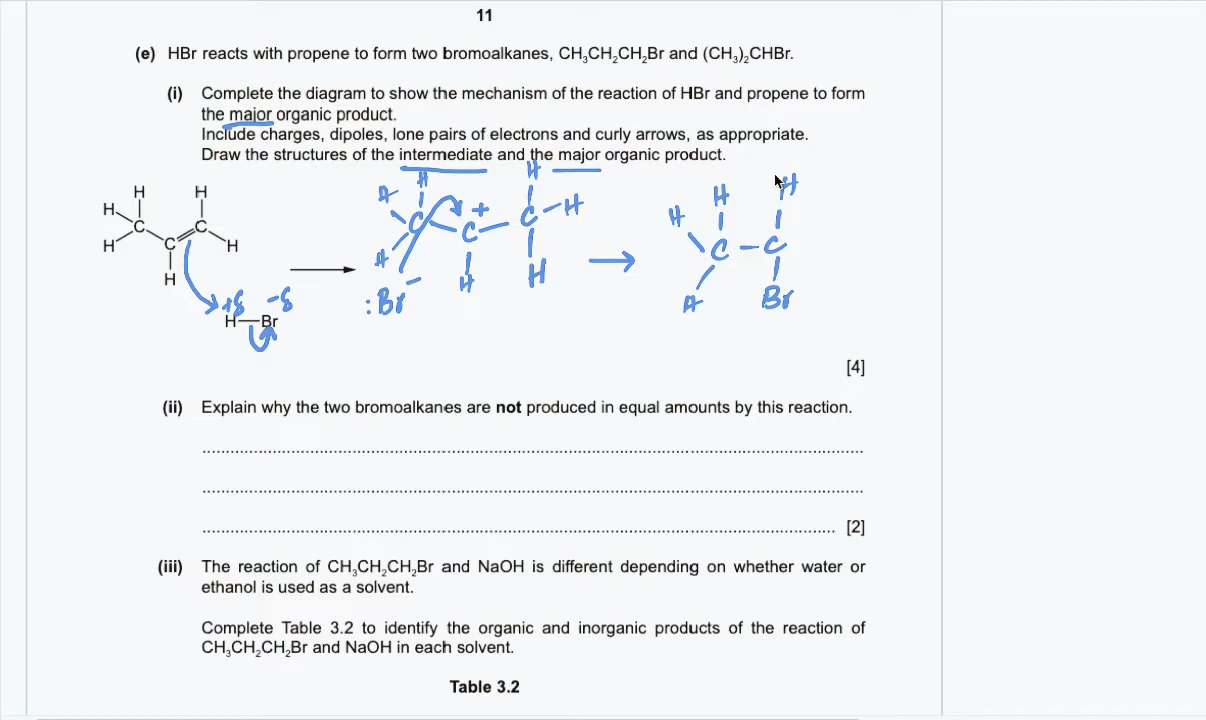 11
(e) HBr reacts with propene to form two bromoalkanes, CH₃CH₂CH₂Br and (CH₃)₂CHBr.
(i) Complete the diagram to show the mechanism of the reaction of HBr and propene to form
the major organic product.
Include charges, dipoles, lone pairs of electrons and curly arrows, as appropriate.
Draw the structures of the intermediate and the major organic product.
H H H H H H H
H C C H H C + C H H C C
H C H H C H H H Br
H H :Br⁻
+δ -δ
H Br
[4]
(ii) Explain why the two bromoalkanes are not produced in equal amounts by this reaction.
[2]
(iii) The reaction of CH₃CH₂CH₂Br and NaOH is different depending on whether water or
ethanol is used as a solvent.
Complete Table 3.2 to identify the organic and inorganic products of the reaction of
CH₃CH₂CH₂Br and NaOH in each solvent.
Table 3.2